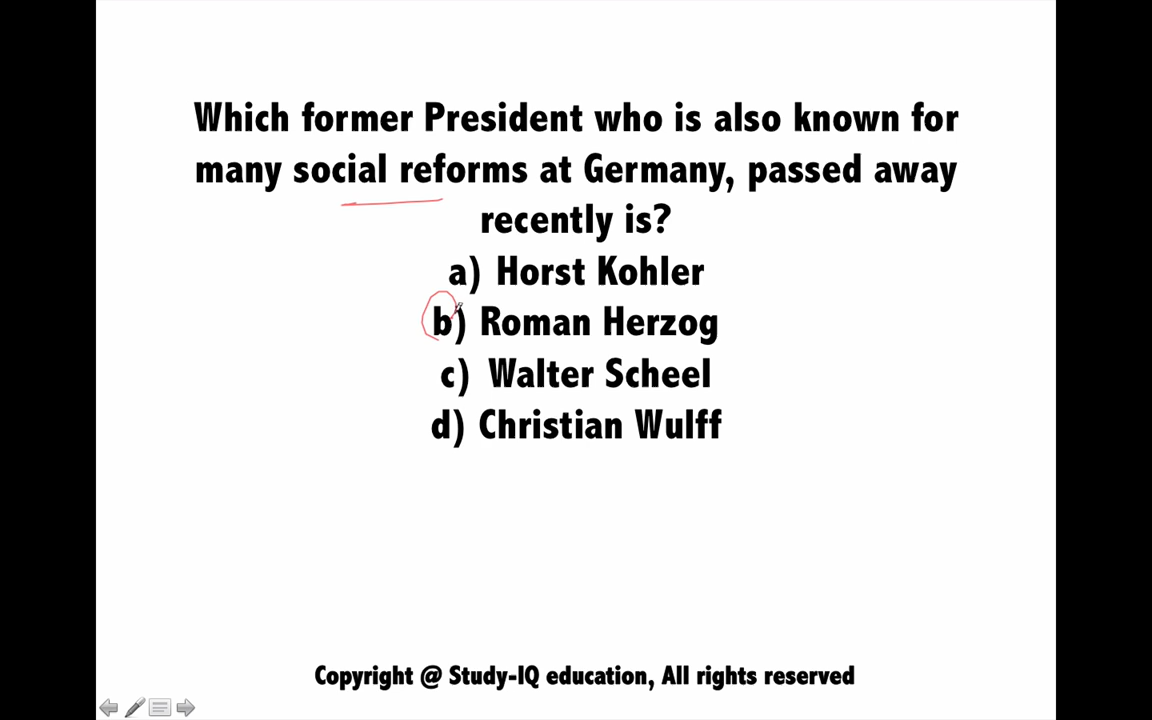 Which former President who is also known for
many social reforms at Germany, passed away
recently is?
a) Horst Kohler
b) Roman Herzog
c) Walter Scheel
d) Christian Wulff
Copyright @ Study-IQ education, All rights reserved